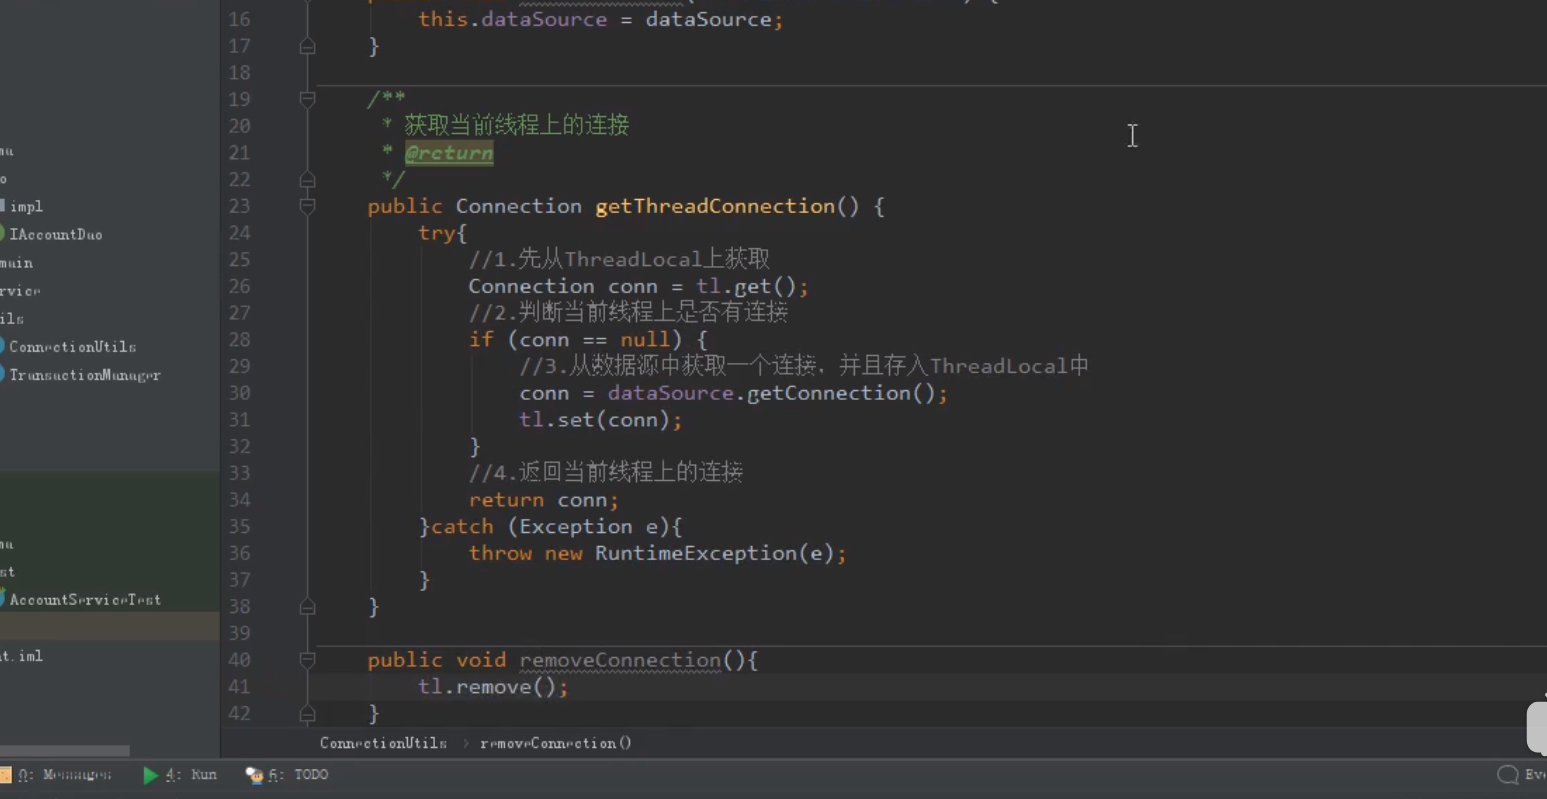 16 this.dataSource = dataSource;
17 }
18
19 /**
20 * 获取当前线程上的连接
21 * @return
22 */
23 public Connection getThreadConnection() {
24 try{
25 //1.先从ThreadLocal上获取
26 Connection conn = tl.get();
27 //2.判断当前线程上是否有连接
28 if (conn == null) {
29 //3.从数据源中获取一个连接，并且存入ThreadLocal中
30 conn = dataSource.getConnection();
31 tl.set(conn);
32 }
33 //4.返回当前线程上的连接
34 return conn;
35 }catch (Exception e){
36 throw new RuntimeException(e);
37 }
38 }
39
40 public void removeConnection(){
41 tl.remove();
42 }
impl
IAccountDao
ConnectionUtils
TransactionManager
AccountServiceTest
t.iml
ConnectionUtils › removeConnection()
0: Messages 4: Run 6: TODO